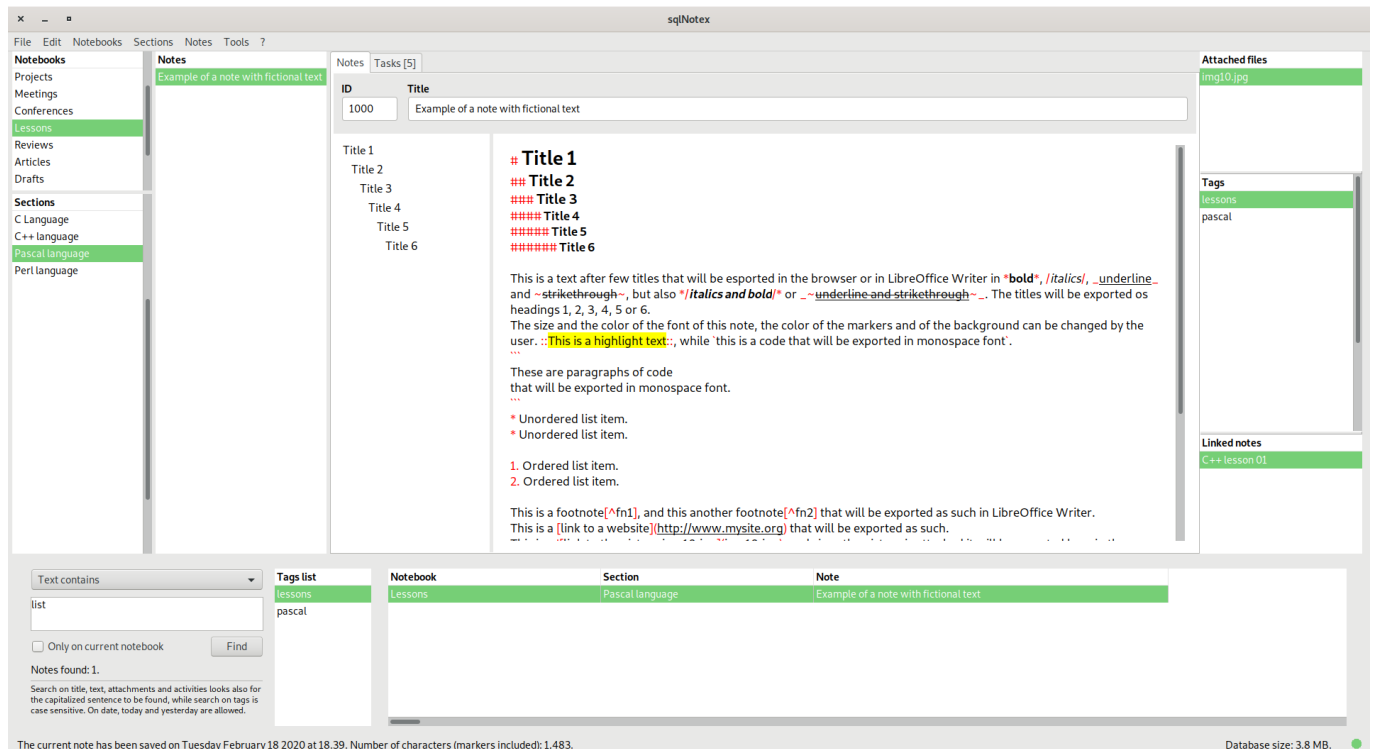 sqlNotex
File Edit Notebooks Sections Notes Tools ?
Notebooks
Projects
Meetings
Conferences
Lessons
Reviews
Articles
Drafts
Sections
C Language
C++ language
Pascal language
Perl language
Notes
Example of a note with fictional text
Notes Tasks [5]
ID Title
1000 Example of a note with fictional text
Title 1
Title 2
Title 3
Title 4
Title 5
Title 6
# Title 1
## Title 2
### Title 3
#### Title 4
##### Title 5
###### Title 6
This is a text after few titles that will be esported in the browser or in LibreOffice Writer in *bold*, /italics/, _underline_
and ~strikethrough~, but also */italics and bold/* or _~underline and strikethrough~_. The titles will be exported os
headings 1, 2, 3, 4, 5 or 6.
The size and the color of the font of this note, the color of the markers and of the background can be changed by the
user. ::This is a highlight text::, while `this is a code that will be exported in monospace font`.
```
These are paragraphs of code
that will be exported in monospace font.
```
* Unordered list item.
* Unordered list item.
1. Ordered list item.
2. Ordered list item.
This is a footnote[^fn1], and this another footnote[^fn2] that will be exported as such in LibreOffice Writer.
This is a [link to a website](http://www.mysite.org) that will be exported as such.
Attached files
img10.jpg
Tags
lessons
pascal
Linked notes
C++ lesson 01
Text contains
list
Only on current notebook Find
Notes found: 1.
Search on title, text, attachments and activities looks also for
the capitalized sentence to be found, while search on tags is
case sensitive. On date, today and yesterday are allowed.
Tags list
lessons
pascal
Notebook Section Note
Lessons Pascal language Example of a note with fictional text
The current note has been saved on Tuesday February 18 2020 at 18.39. Number of characters (markers included): 1.483.
Database size: 3.8 MB.